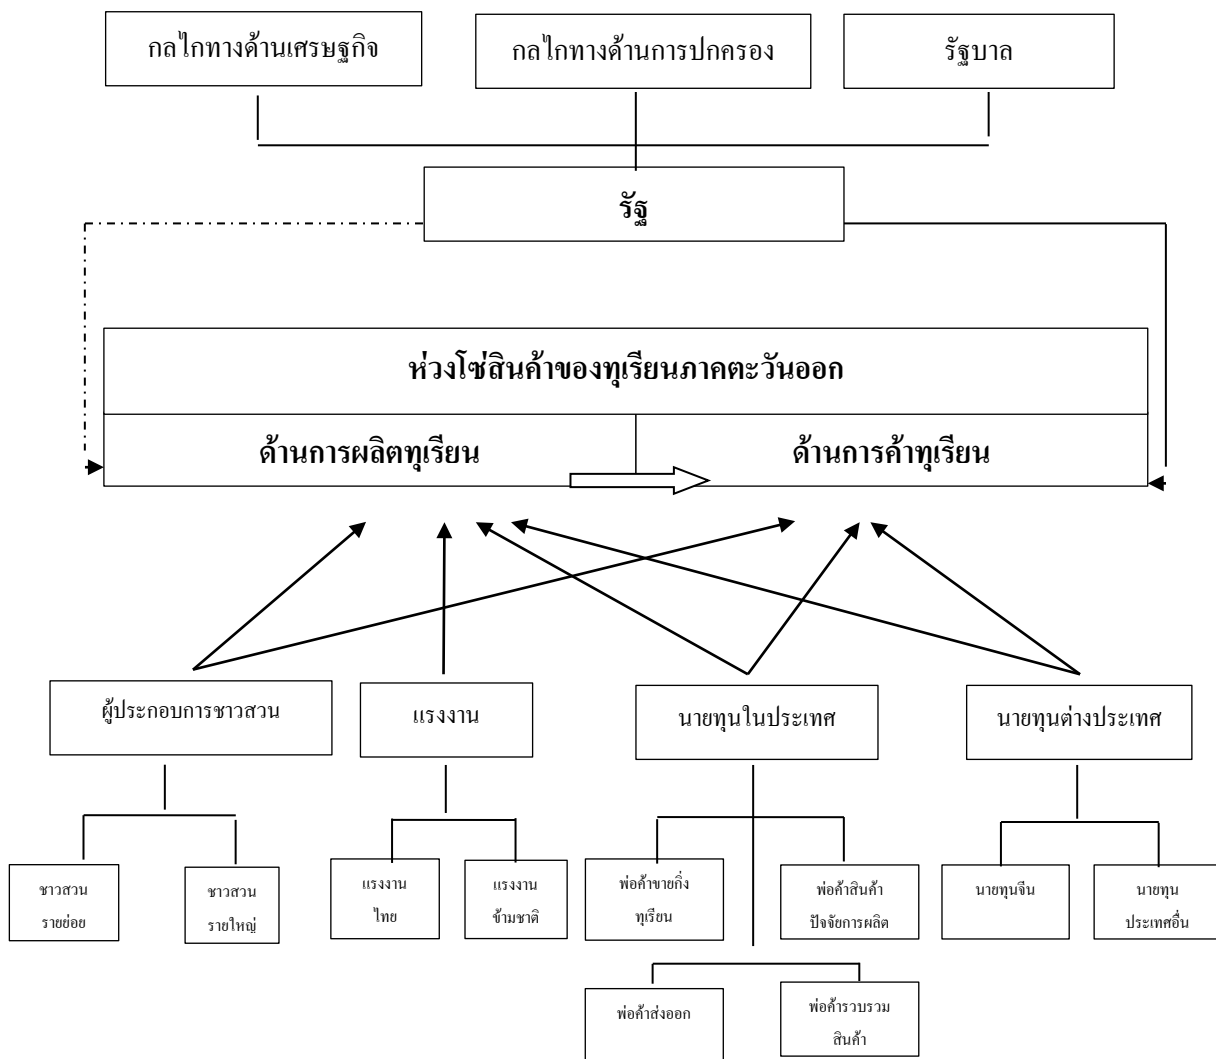 กลไกทางด้านเศรษฐกิจ
กลไกทางด้านการปกครอง
รัฐบาล
รัฐ
ห่วงโซ่สินค้าของทุเรียนภาคตะวันออก
ด้านการผลิตทุเรียน
ด้านการค้าทุเรียน
ผู้ประกอบการชาวสวน
แรงงาน
นายทุนในประเทศ
นายทุนต่างประเทศ
ชาวสวน
รายย่อย
ชาวสวน
รายใหญ่
แรงงาน
ไทย
แรงงาน
ข้ามชาติ
พ่อค้าขายกิ่ง
ทุเรียน
พ่อค้าสินค้า
ปัจจัยการผลิต
นายทุนจีน
นายทุน
ประเทศอื่น
พ่อค้าส่งออก
พ่อค้ารวบรวม
สินค้า